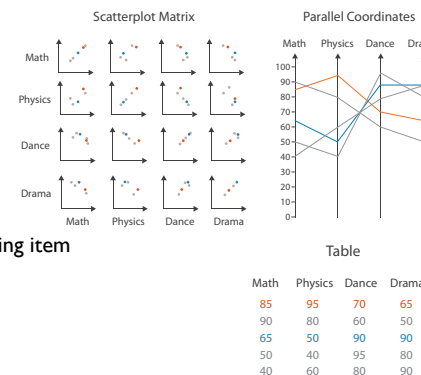 Scatterplot Matrix
Math
Physics
Dance
Drama
Math Physics Dance Drama
Parallel Coordinates
Math Physics Dance Dra
100
90
80
70
60
50
40
30
20
10
0
ing item
Table
Math Physics Dance Drama
85 95 70 65
90 80 60 50
65 50 90 90
50 40 95 80
40 60 80 90